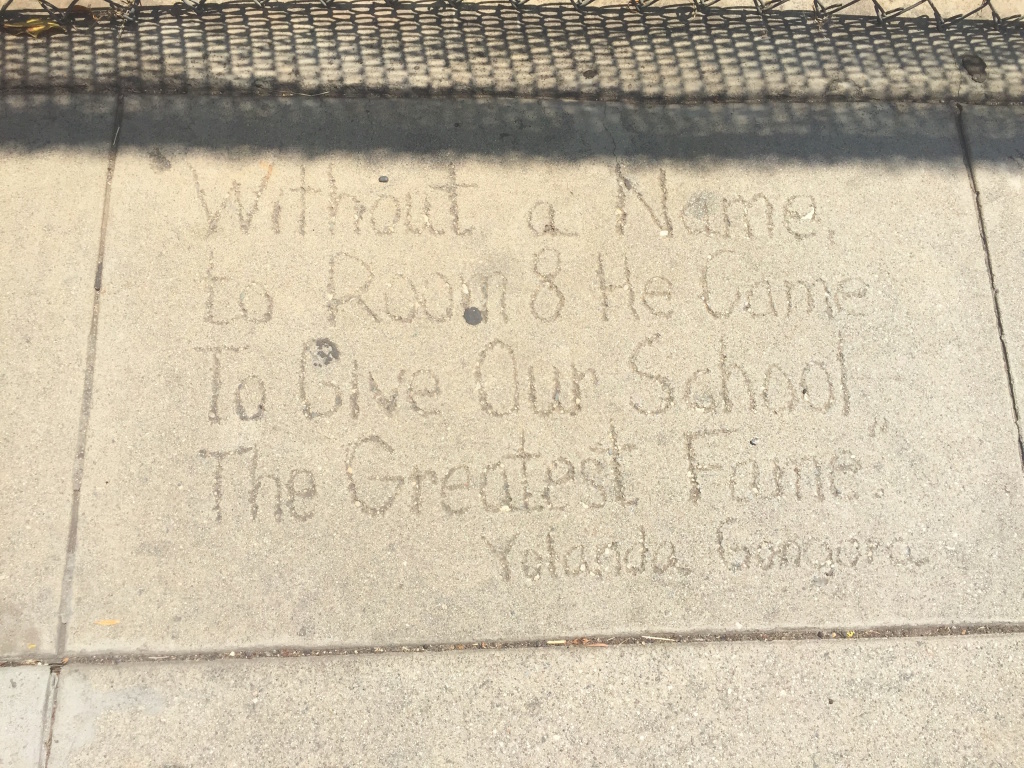 "Without a Name,
to Room 8 He Came
To Give Our School
The Greatest Fame."
Yolanda Gongora